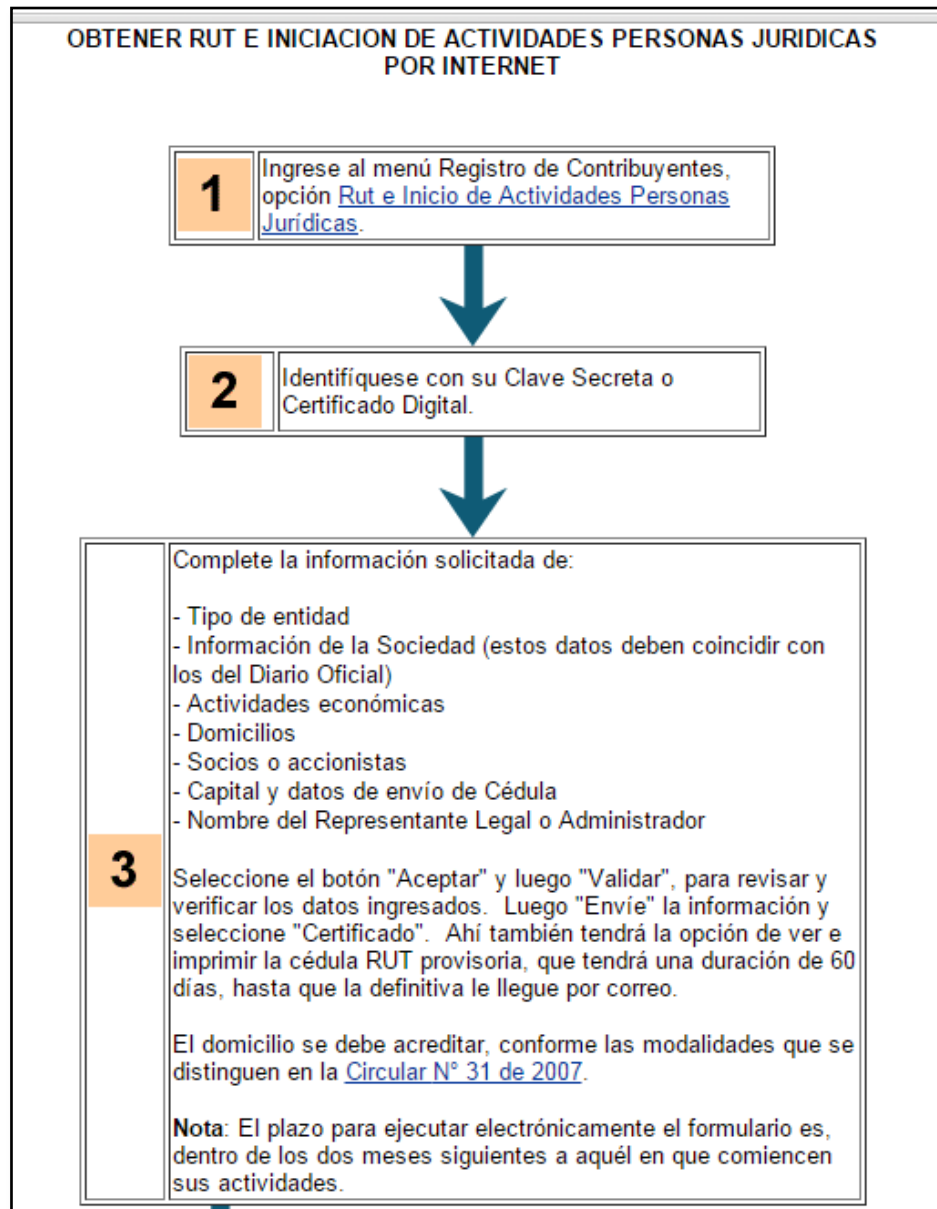 OBTENER RUT E INICIACION DE ACTIVIDADES PERSONAS JURIDICAS
POR INTERNET
1
Ingrese al menú Registro de Contribuyentes,
opción Rut e Inicio de Actividades Personas
Jurídicas.
2
Identifíquese con su Clave Secreta o
Certificado Digital.
3
Complete la información solicitada de:
- Tipo de entidad
- Información de la Sociedad (estos datos deben coincidir con
los del Diario Oficial)
- Actividades económicas
- Domicilios
- Socios o accionistas
- Capital y datos de envío de Cédula
- Nombre del Representante Legal o Administrador
Seleccione el botón "Aceptar" y luego "Validar", para revisar y
verificar los datos ingresados. Luego "Envíe" la información y
seleccione "Certificado". Ahí también tendrá la opción de ver e
imprimir la cédula RUT provisoria, que tendrá una duración de 60
días, hasta que la definitiva le llegue por correo.
El domicilio se debe acreditar, conforme las modalidades que se
distinguen en la Circular N° 31 de 2007.
Nota: El plazo para ejecutar electrónicamente el formulario es,
dentro de los dos meses siguientes a aquél en que comiencen
sus actividades.